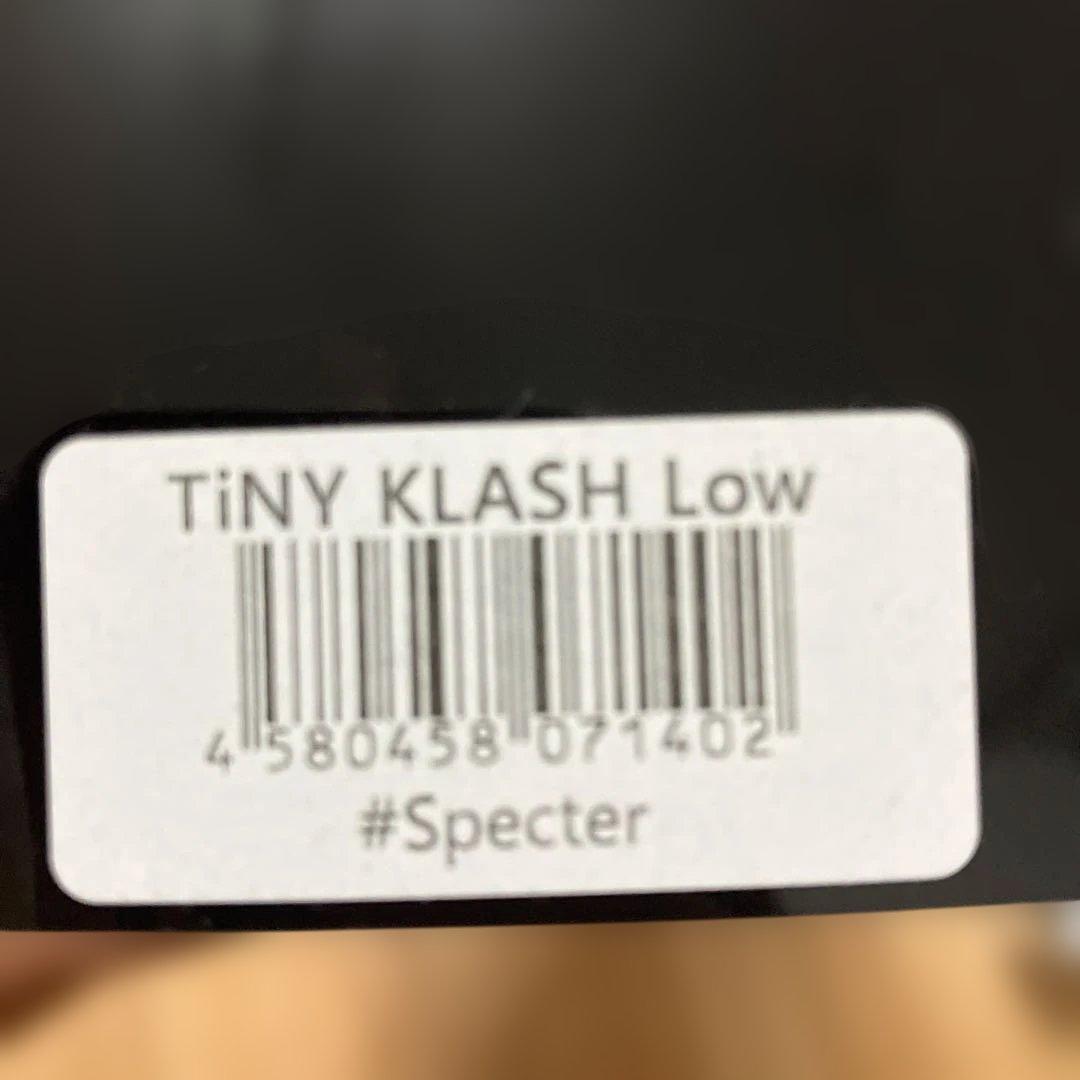 TiNY KLASH Low
4 580458 071402
#Specter